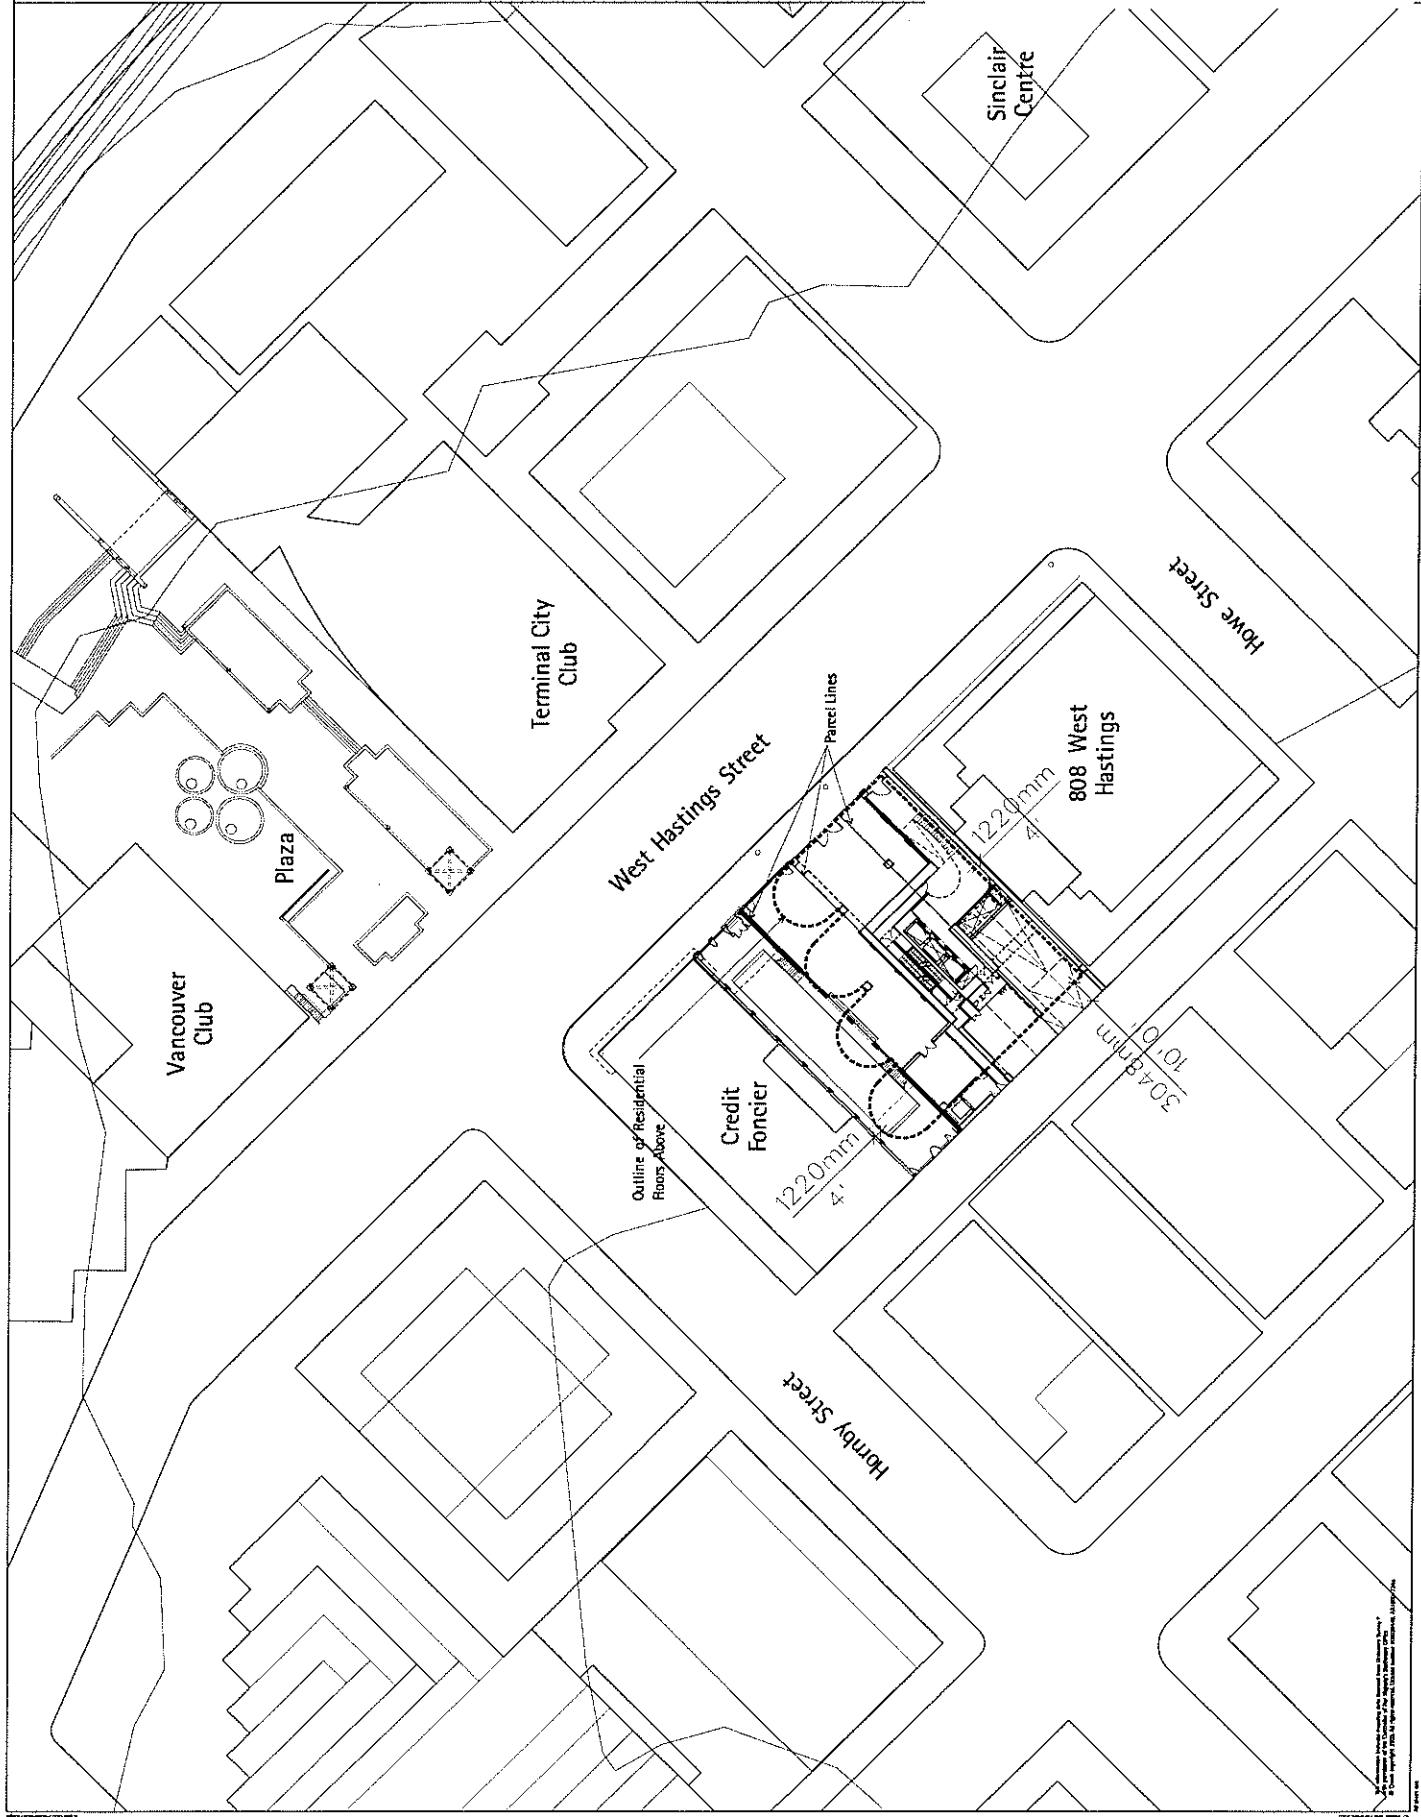 Sinclair
Centre
Terminal City
Club
Howe Street
Plaza
West Hastings Street
Parcel Lines
808 West
Hastings
1220mm
4'
Vancouver
Club
3048mm
10'0"
Credit
Foncier
Outline of Residential
Floors Above
1220mm
4'
Hornby Street